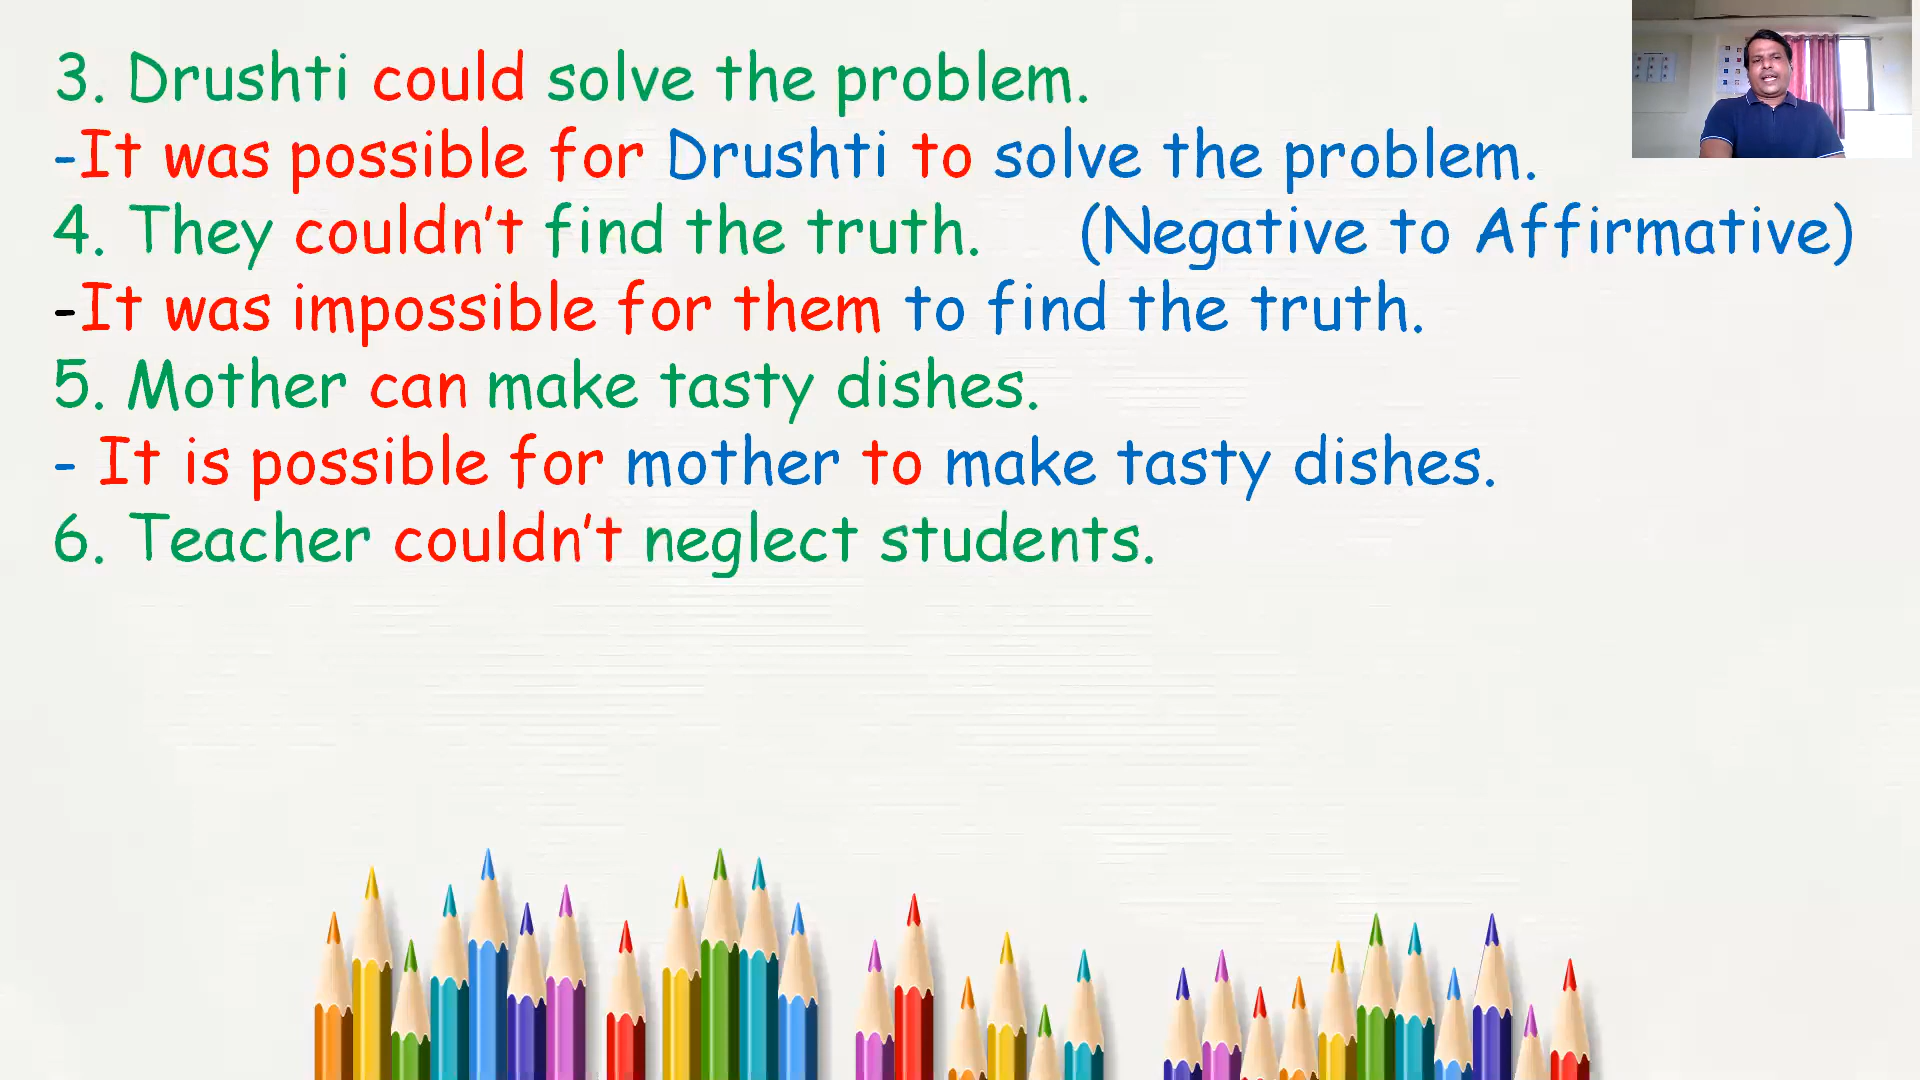 3. Drushti could solve the problem.
-It was possible for Drushti to solve the problem.
4. They couldn’t find the truth. (Negative to Affirmative)
-It was impossible for them to find the truth.
5. Mother can make tasty dishes.
- It is possible for mother to make tasty dishes.
6. Teacher couldn’t neglect students.